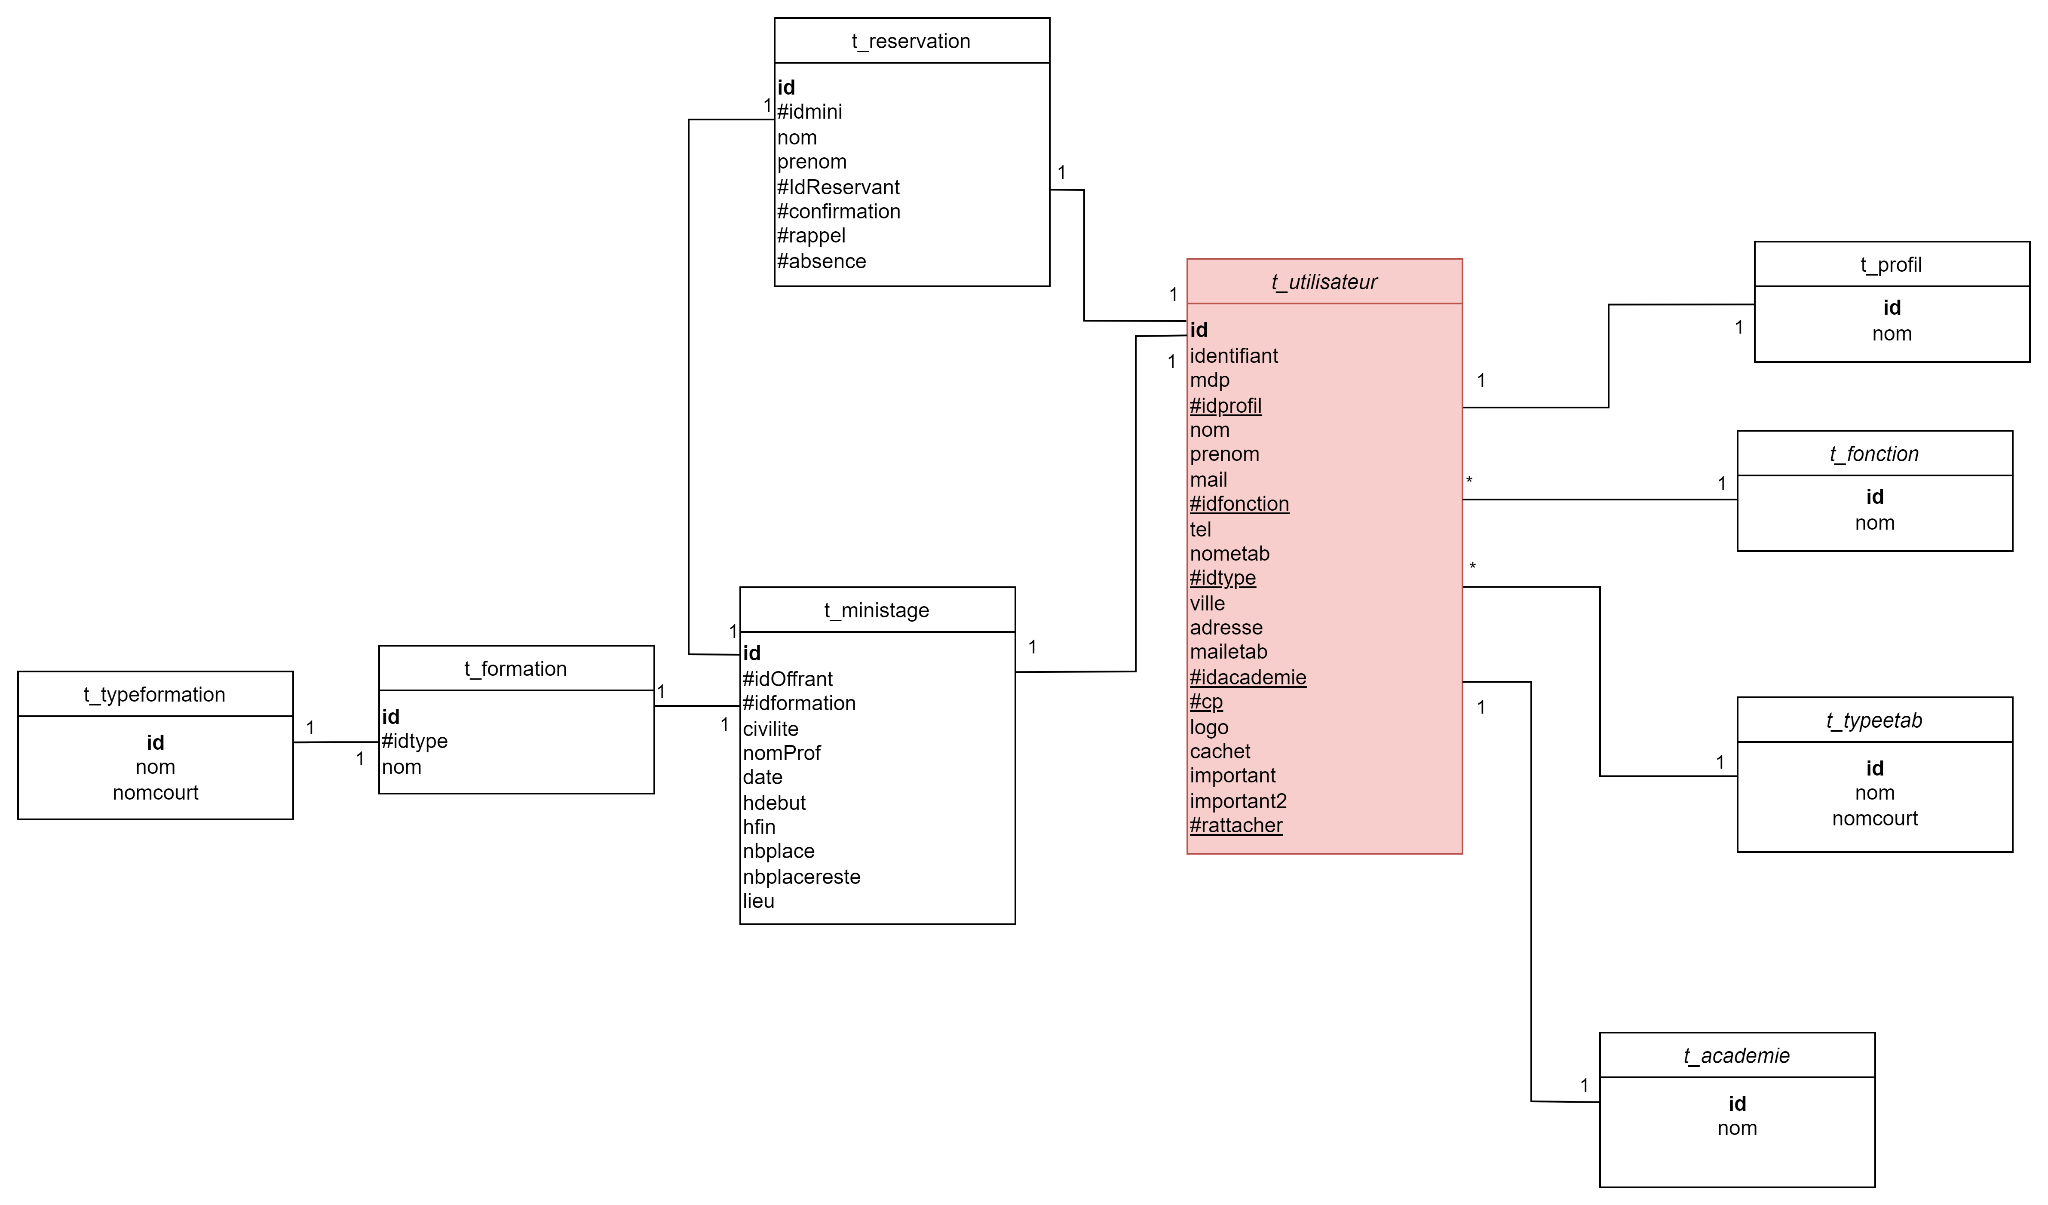 t_reservation
id
1
#idmini
nom
prenom
#IdReservant
#confirmation
#rappel
#absence
1
t_profil
id
nom
1
t_utilisateur
1
id
identifiant
mdp
#idprofil
nom
prenom
mail
#idfonction
tel
nometab
#idtype
ville
adresse
mailetab
#idacademie
#cp
logo
cachet
important
important2
#rattacher
1
1
*
*
1
t_fonction
id
nom
1
t_ministage
1
id
#idOffrant
#idformation
civilite
nomProf
date
hdebut
hfin
nbplace
nbplacereste
lieu
1
t_formation
id
#idtype
nom
1
1
t_typeformation
id
nom
nomcourt
1
1
t_typeetab
id
nom
nomcourt
1
t_academie
id
nom
1